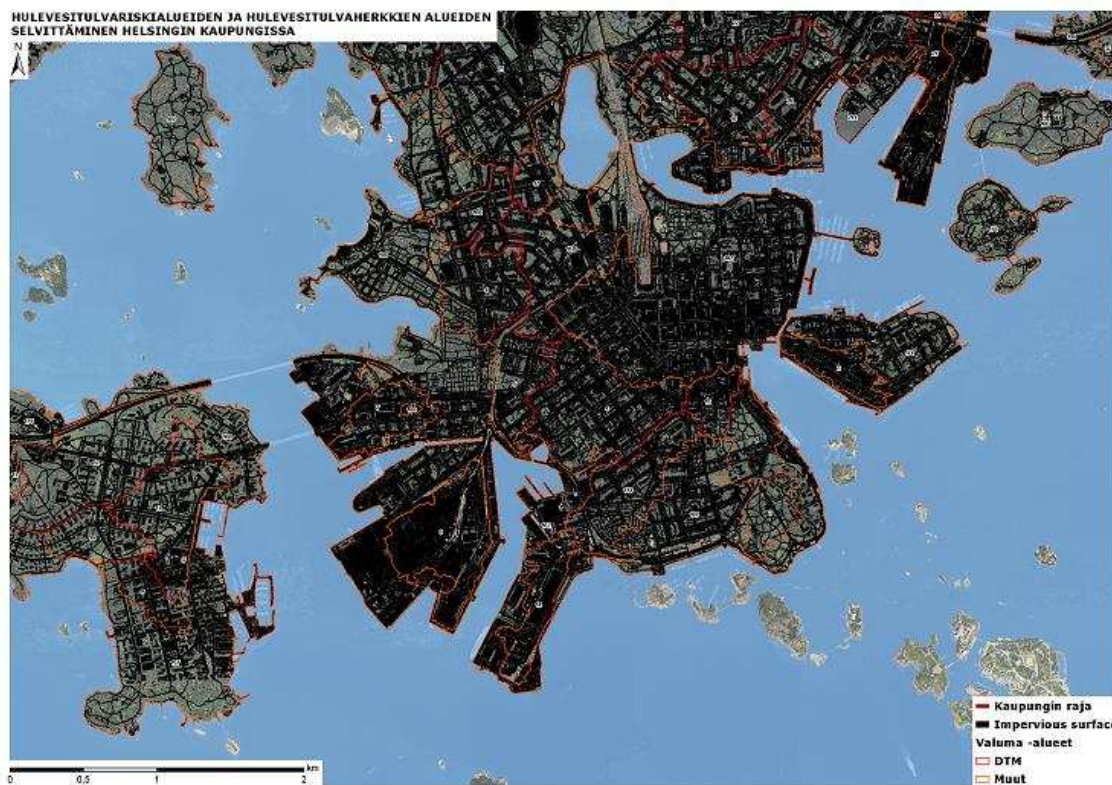 HULEVESITULVARISKIALUEIDEN JA HULEVESITULVAHERKKIEN ALUEIDEN
SELVITTÄMINEN HELSINGIN KAUPUNGISSA
N
Kaupungin raja
Impervious surface
Valuma -alueet
DTM
Muut
km
0 0,5 1 2